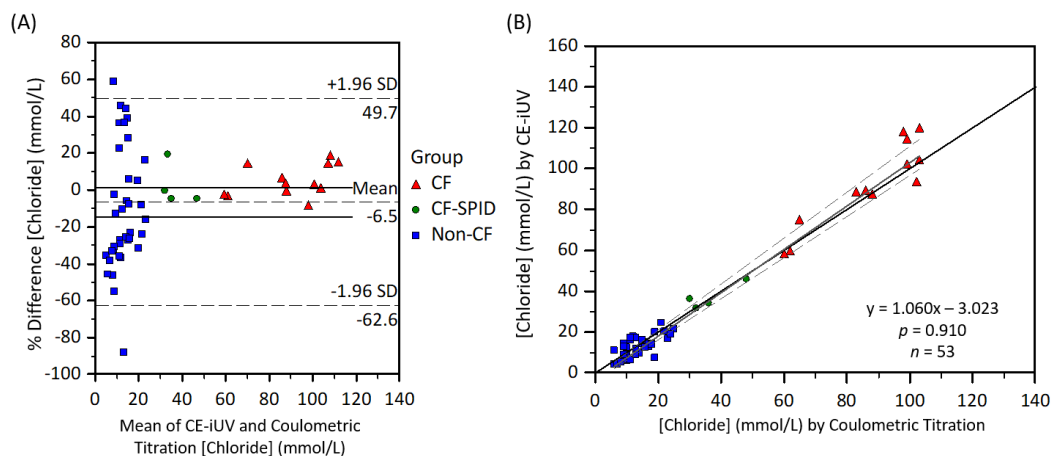 (A)
80
60
40
20
0
-20
-40
-60
-80
-100
% Difference [Chloride] (mmol/L)
+1.96 SD
49.7
Mean
-6.5
-1.96 SD
-62.6
0 20 40 60 80 100 120 140
Mean of CE-iUV and Coulometric
Titration [Chloride] (mmol/L)
Group
CF
CF-SPID
Non-CF
(B)
160
140
120
100
80
60
40
20
0
[Chloride] (mmol/L) by CE-iUV
y = 1.060x – 3.023
p = 0.910
n = 53
0 20 40 60 80 100 120 140
[Chloride] (mmol/L) by Coulometric Titration